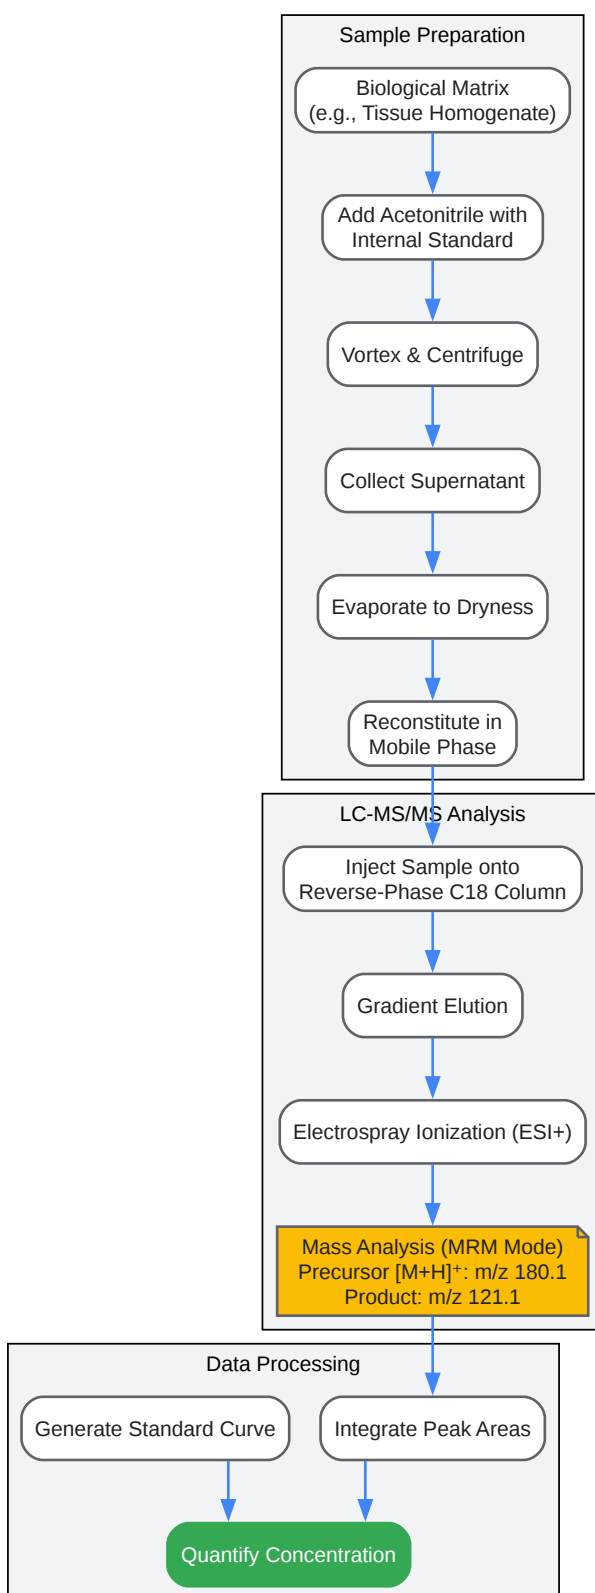 Sample Preparation
Biological Matrix
(e.g., Tissue Homogenate)
Add Acetonitrile with
Internal Standard
Vortex & Centrifuge
Collect Supernatant
Evaporate to Dryness
Reconstitute in
Mobile Phase
LC-MS/MS Analysis
Inject Sample onto
Reverse-Phase C18 Column
Gradient Elution
Electrospray Ionization (ESI+)
Mass Analysis (MRM Mode)
Precursor [M+H]⁺: m/z 180.1
Product: m/z 121.1
Data Processing
Generate Standard Curve
Integrate Peak Areas
Quantify Concentration